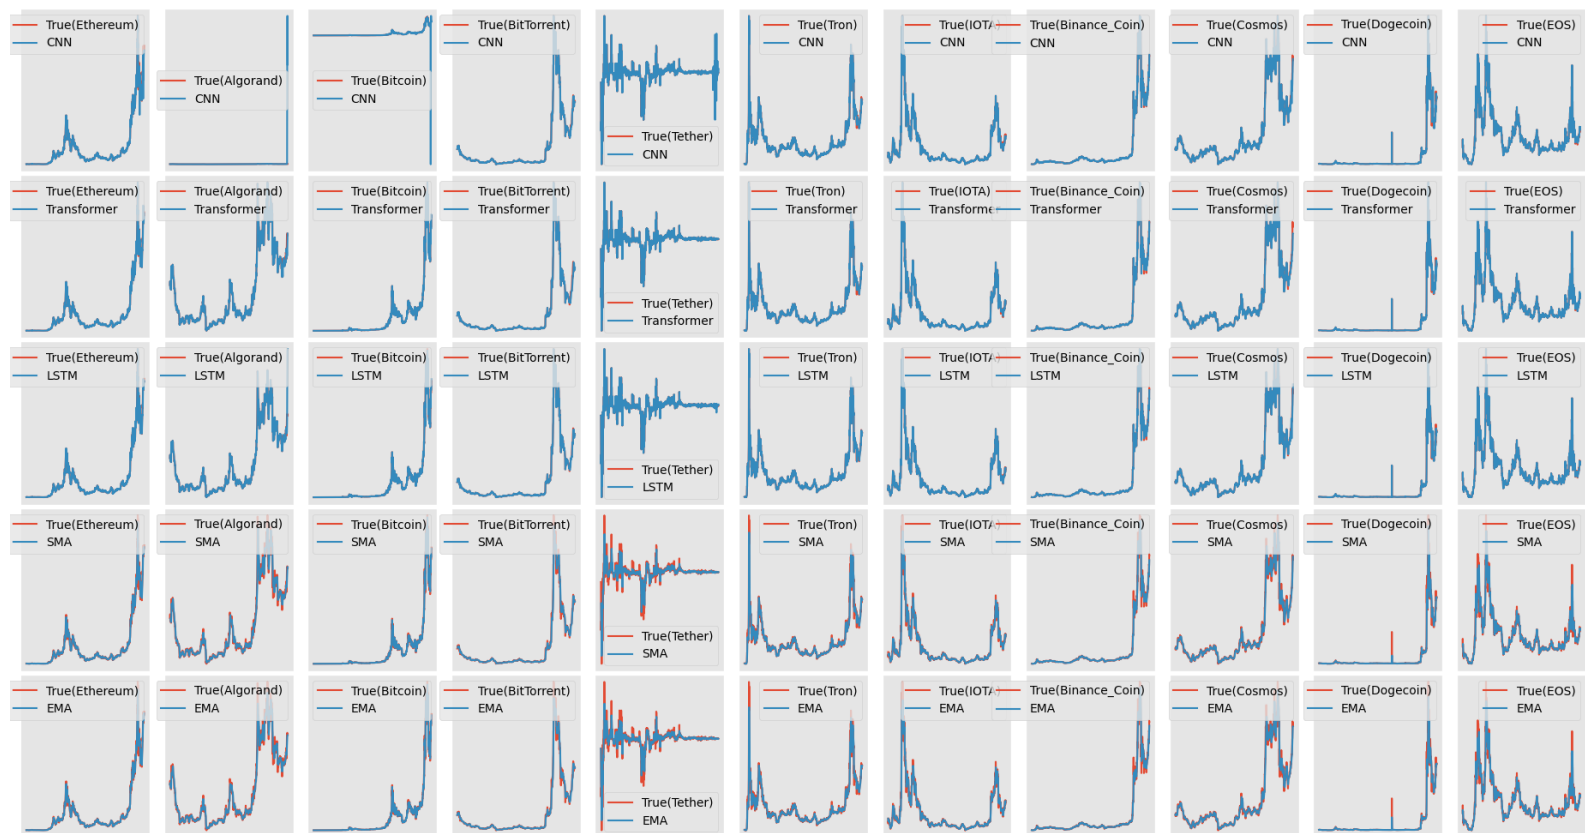 True(Ethereum)
CNN
True(Algorand)
CNN
True(Bitcoin)
CNN
True(BitTorrent)
CNN
True(Tether)
CNN
True(Tron)
CNN
True(IOTA)
CNN
True(Binance_Coin)
CNN
True(Cosmos)
CNN
True(Dogecoin)
CNN
True(EOS)
CNN
True(Ethereum)
Transformer
True(Algorand)
Transformer
True(Bitcoin)
Transformer
True(BitTorrent)
Transformer
True(Tether)
Transformer
True(Tron)
Transformer
True(IOTA)
Transformer
True(Binance_Coin)
Transformer
True(Cosmos)
Transformer
True(Dogecoin)
Transformer
True(EOS)
Transformer
True(Ethereum)
LSTM
True(Algorand)
LSTM
True(Bitcoin)
LSTM
True(BitTorrent)
LSTM
True(Tether)
LSTM
True(Tron)
LSTM
True(IOTA)
LSTM
True(Binance_Coin)
LSTM
True(Cosmos)
LSTM
True(Dogecoin)
LSTM
True(EOS)
LSTM
True(Ethereum)
SMA
True(Algorand)
SMA
True(Bitcoin)
SMA
True(BitTorrent)
SMA
True(Tether)
SMA
True(Tron)
SMA
True(IOTA)
SMA
True(Binance_Coin)
SMA
True(Cosmos)
SMA
True(Dogecoin)
SMA
True(EOS)
SMA
True(Ethereum)
EMA
True(Algorand)
EMA
True(Bitcoin)
EMA
True(BitTorrent)
EMA
True(Tether)
EMA
True(Tron)
EMA
True(IOTA)
EMA
True(Binance_Coin)
EMA
True(Cosmos)
EMA
True(Dogecoin)
EMA
True(EOS)
EMA